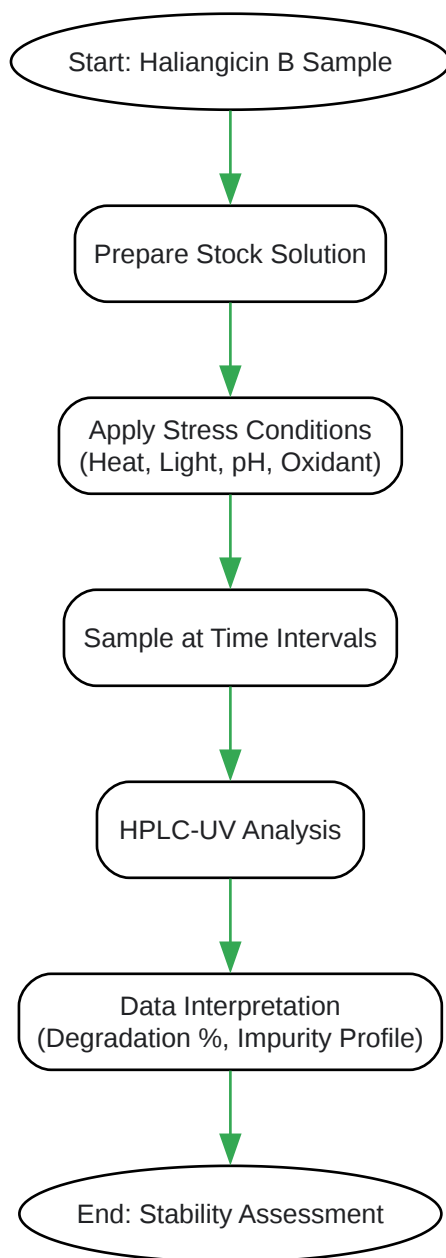 Start: Haliangicin B Sample
Prepare Stock Solution
Apply Stress Conditions
(Heat, Light, pH, Oxidant)
Sample at Time Intervals
HPLC-UV Analysis
Data Interpretation
(Degradation %, Impurity Profile)
End: Stability Assessment